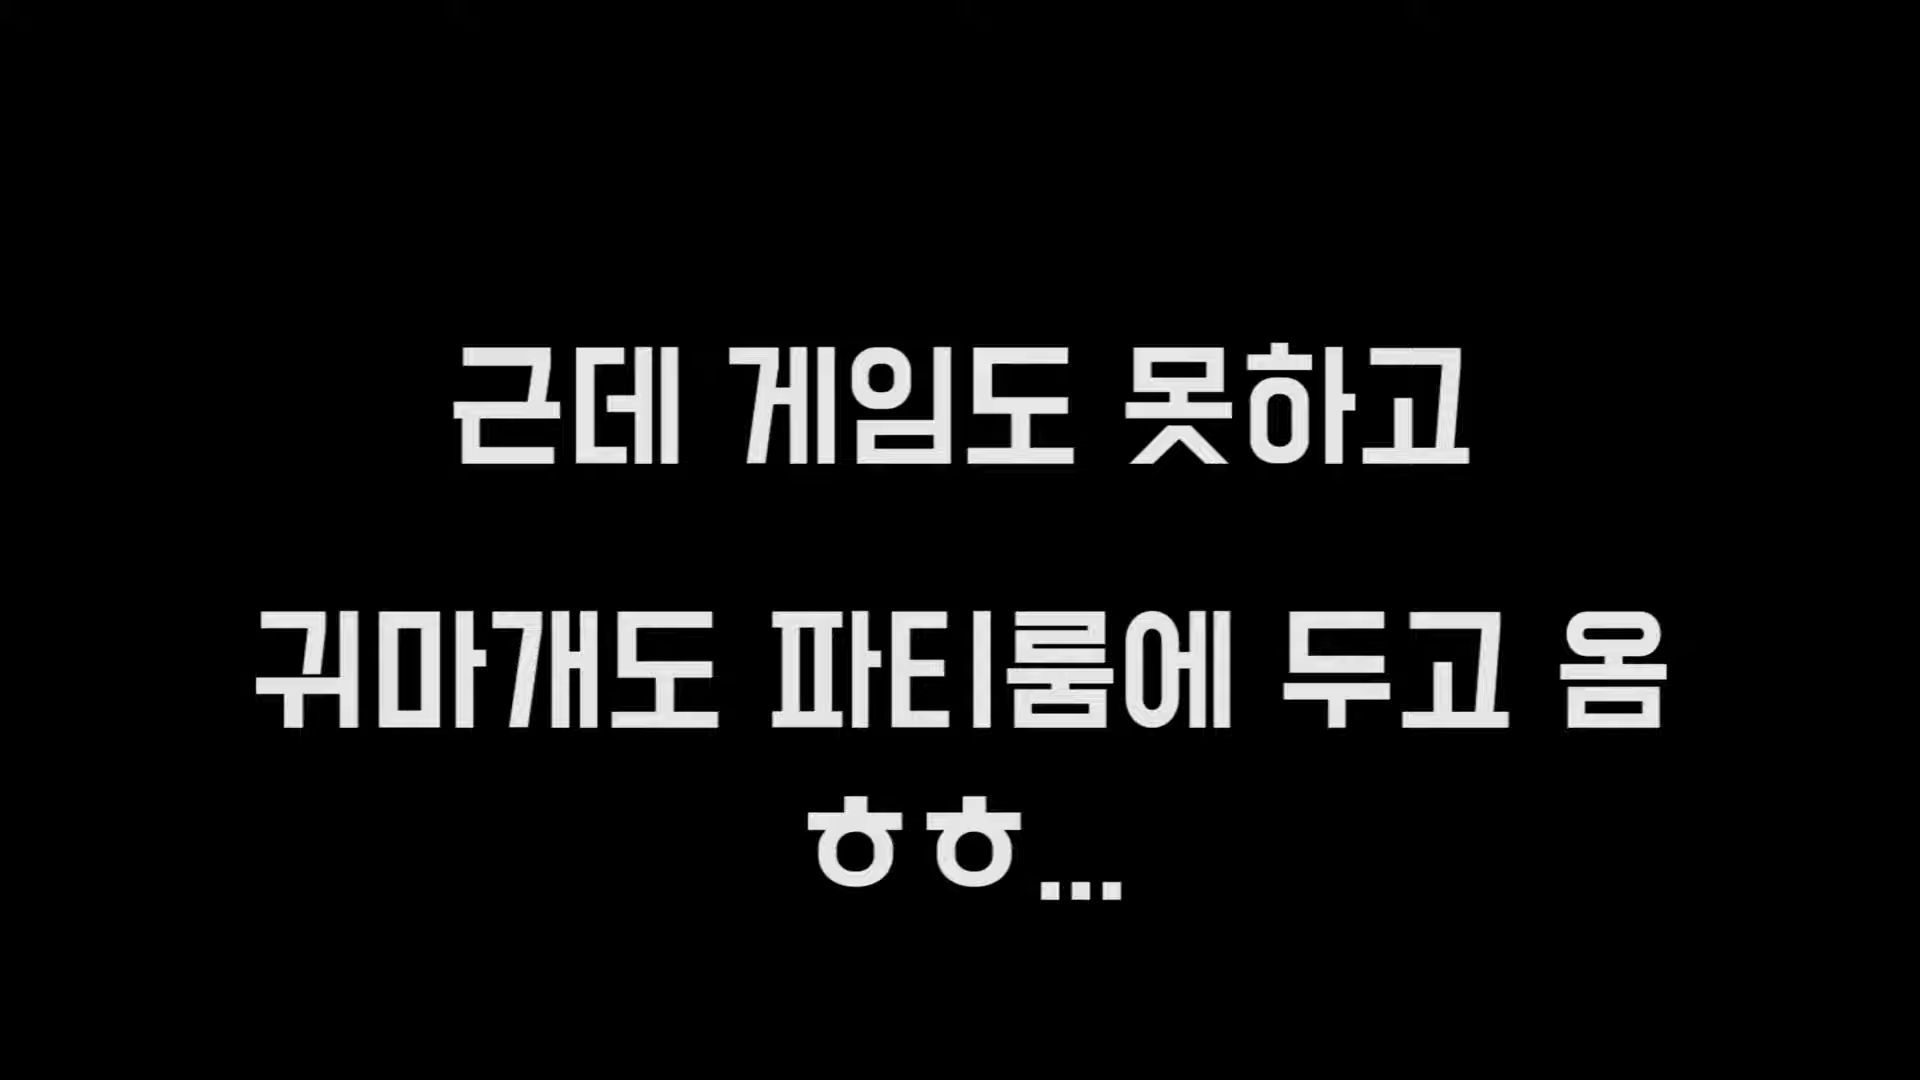 근데 게임도 못하고
귀마개도 파티룸에 두고 옴
ㅎㅎ...